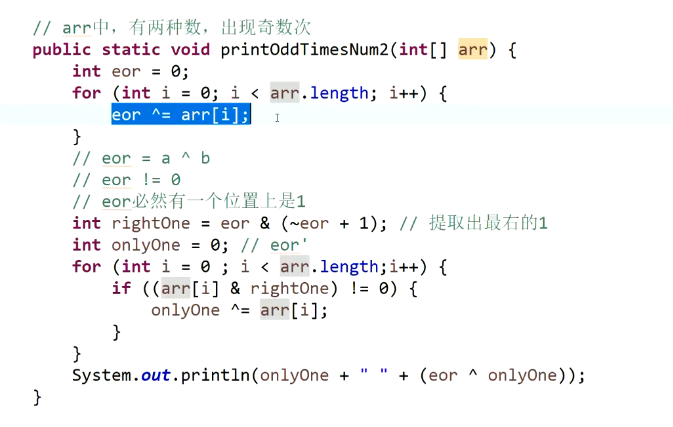 // arr中，有两种数，出现奇数次
public static void printOddTimesNum2(int[] arr) {
int eor = 0;
for (int i = 0; i < arr.length; i++) {
eor ^= arr[i];
}
// eor = a ^ b
// eor != 0
// eor必然有一个位置上是1
int rightOne = eor & (~eor + 1); // 提取出最右的1
int onlyOne = 0; // eor'
for (int i = 0 ; i < arr.length;i++) {
if ((arr[i] & rightOne) != 0) {
onlyOne ^= arr[i];
}
}
System.out.println(onlyOne + " " + (eor ^ onlyOne));
}